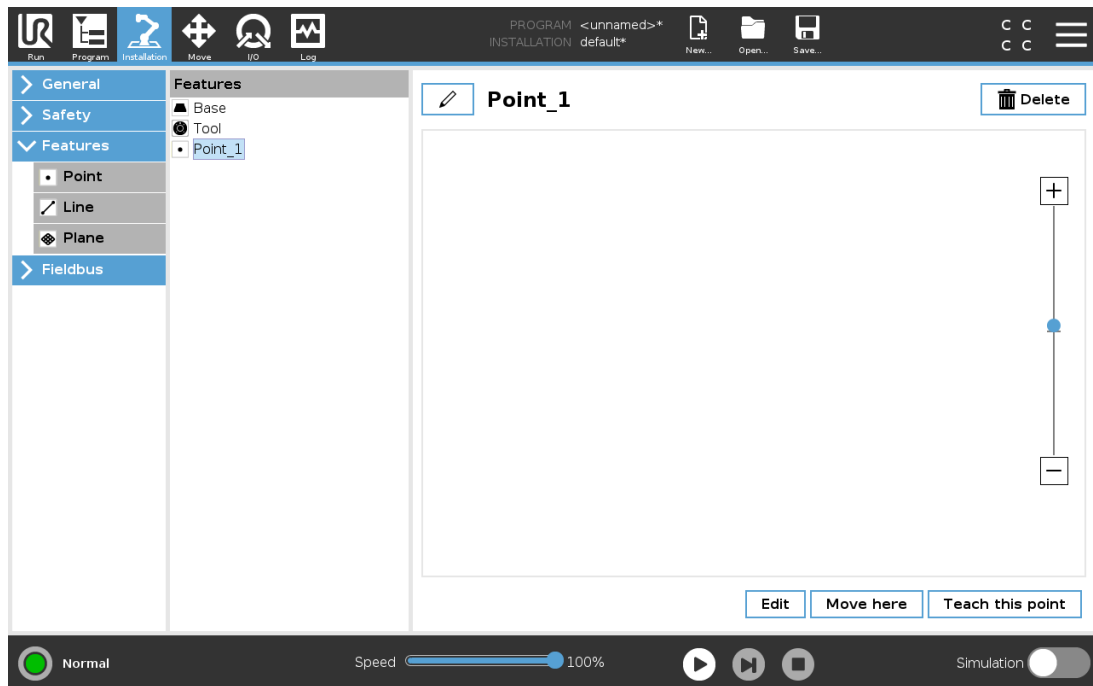 Run
Program
Installation
Move
I/O
Log
PROGRAM <unnamed>*
INSTALLATION default*
New...
Open...
Save...
C C
C C
General
Safety
Features
Point
Line
Plane
Fieldbus
Features
Base
Tool
Point_1
Point_1
Delete
Edit
Move here
Teach this point
Normal
Speed
100%
Simulation